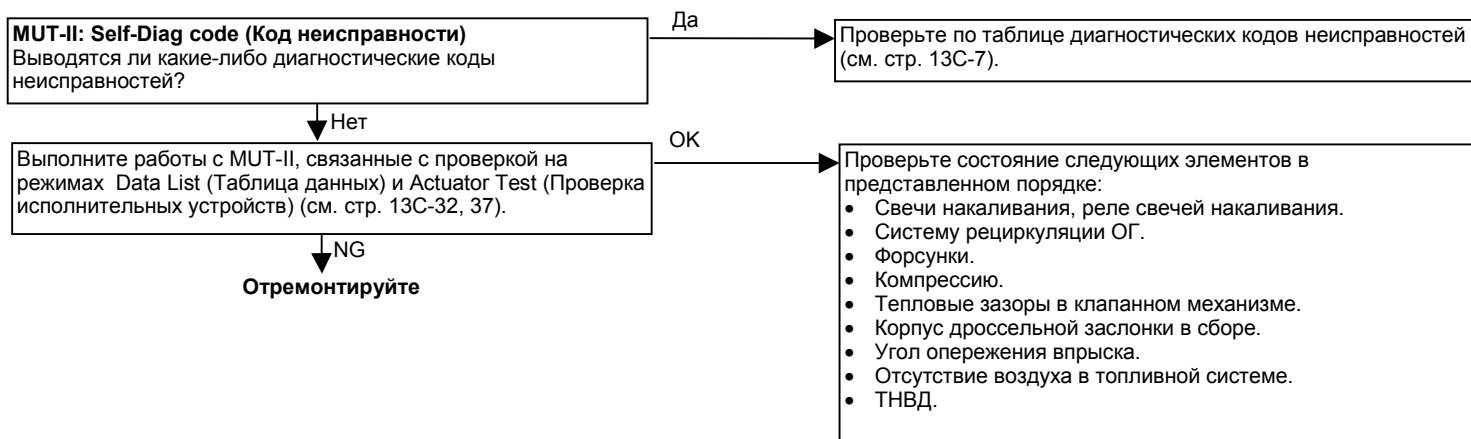 MUT-II: Self-Diag code (Код неисправности)
Выводятся ли какие-либо диагностические коды
неисправностей?
Да
Проверьте по таблице диагностических кодов неисправностей
(см. стр. 13C-7).
Нет
Выполните работы с MUT-II, связанные с проверкой на
режимах Data List (Таблица данных) и Actuator Test (Проверка
исполнительных устройств) (см. стр. 13C-32, 37).
OK
Проверьте состояние следующих элементов в
представленном порядке:
• Свечи накаливания, реле свечей накаливания.
• Систему рециркуляции ОГ.
• Форсунки.
• Компрессию.
• Тепловые зазоры в клапанном механизме.
• Корпус дроссельной заслонки в сборе.
• Угол опережения впрыска.
• Отсутствие воздуха в топливной системе.
• ТНВД.
NG
Отремонтируйте